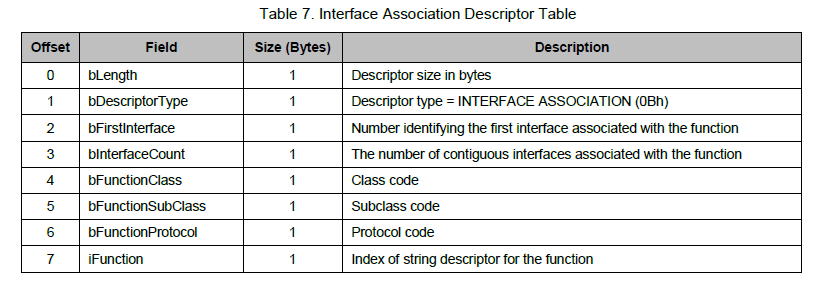 Table 7. Interface Association Descriptor Table
Offset Field Size (Bytes) Description
0 bLength 1 Descriptor size in bytes
1 bDescriptorType 1 Descriptor type = INTERFACE ASSOCIATION (0Bh)
2 bFirstInterface 1 Number identifying the first interface associated with the function
3 bInterfaceCount 1 The number of contiguous interfaces associated with the function
4 bFunctionClass 1 Class code
5 bFunctionSubClass 1 Subclass code
6 bFunctionProtocol 1 Protocol code
7 iFunction 1 Index of string descriptor for the function